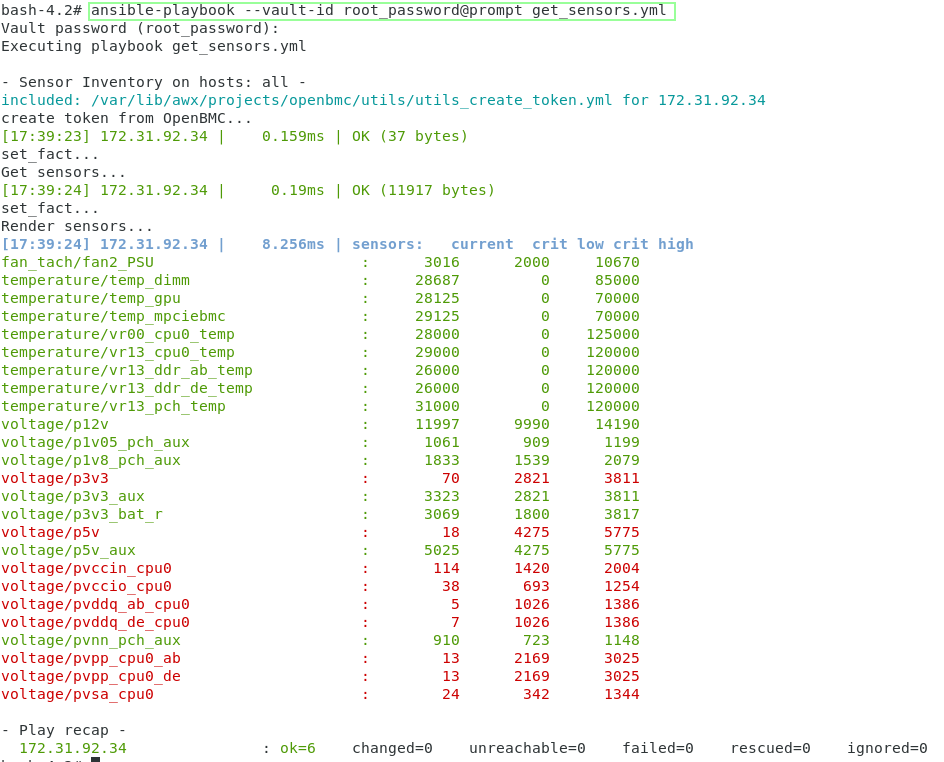 bash-4.2# ansible-playbook --vault-id root_password@prompt get_sensors.yml
Vault password (root_password):
Executing playbook get_sensors.yml
- Sensor Inventory on hosts: all -
included: /var/lib/awx/projects/openbmc/utils/utils_create_token.yml for 172.31.92.34
create token from OpenBMC...
[17:39:23] 172.31.92.34 |    0.159ms | OK (37 bytes)
set_fact...
Get sensors...
[17:39:24] 172.31.92.34 |     0.19ms | OK (11917 bytes)
set_fact...
Render sensors...
[17:39:24] 172.31.92.34 |    8.256ms | sensors:   current  crit low crit high
fan_tach/fan2_PSU                       :      3016      2000     10670
temperature/temp_dimm                   :     28687         0     85000
temperature/temp_gpu                    :     28125         0     70000
temperature/temp_mpciebmc               :     29125         0     70000
temperature/vr00_cpu0_temp              :     28000         0    125000
temperature/vr13_cpu0_temp              :     29000         0    120000
temperature/vr13_ddr_ab_temp            :     26000         0    120000
temperature/vr13_ddr_de_temp            :     26000         0    120000
temperature/vr13_pch_temp               :     31000         0    120000
voltage/p12v                            :     11997      9990     14190
voltage/p1v05_pch_aux                   :      1061       909      1199
voltage/p1v8_pch_aux                    :      1833      1539      2079
voltage/p3v3                            :        70      2821      3811
voltage/p3v3_aux                        :      3323      2821      3811
voltage/p3v3_bat_r                      :      3069      1800      3817
voltage/p5v                             :        18      4275      5775
voltage/p5v_aux                         :      5025      4275      5775
voltage/pvccin_cpu0                     :       114      1420      2004
voltage/pvccio_cpu0                     :        38       693      1254
voltage/pvddq_ab_cpu0                   :         5      1026      1386
voltage/pvddq_de_cpu0                   :         7      1026      1386
voltage/pvnn_pch_aux                    :       910       723      1148
voltage/pvpp_cpu0_ab                    :        13      2169      3025
voltage/pvpp_cpu0_de                    :        13      2169      3025
voltage/pvsa_cpu0                       :        24       342      1344
- Play recap -
  172.31.92.34               : ok=6    changed=0    unreachable=0    failed=0    rescued=0    ignored=0